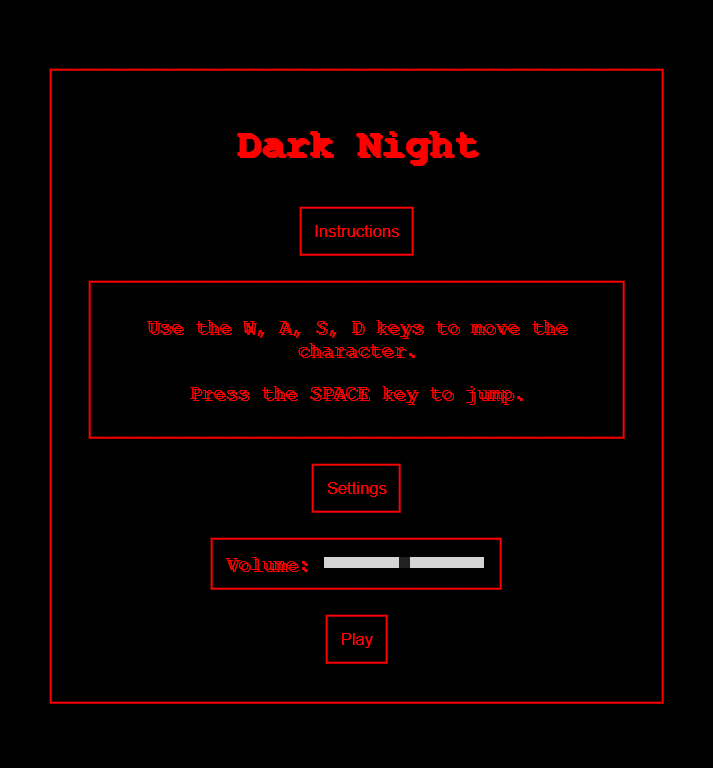 Dark Night
Instructions
Use the W, A, S, D keys to move the
character.
Press the SPACE key to jump.
Settings
Volume:
Play